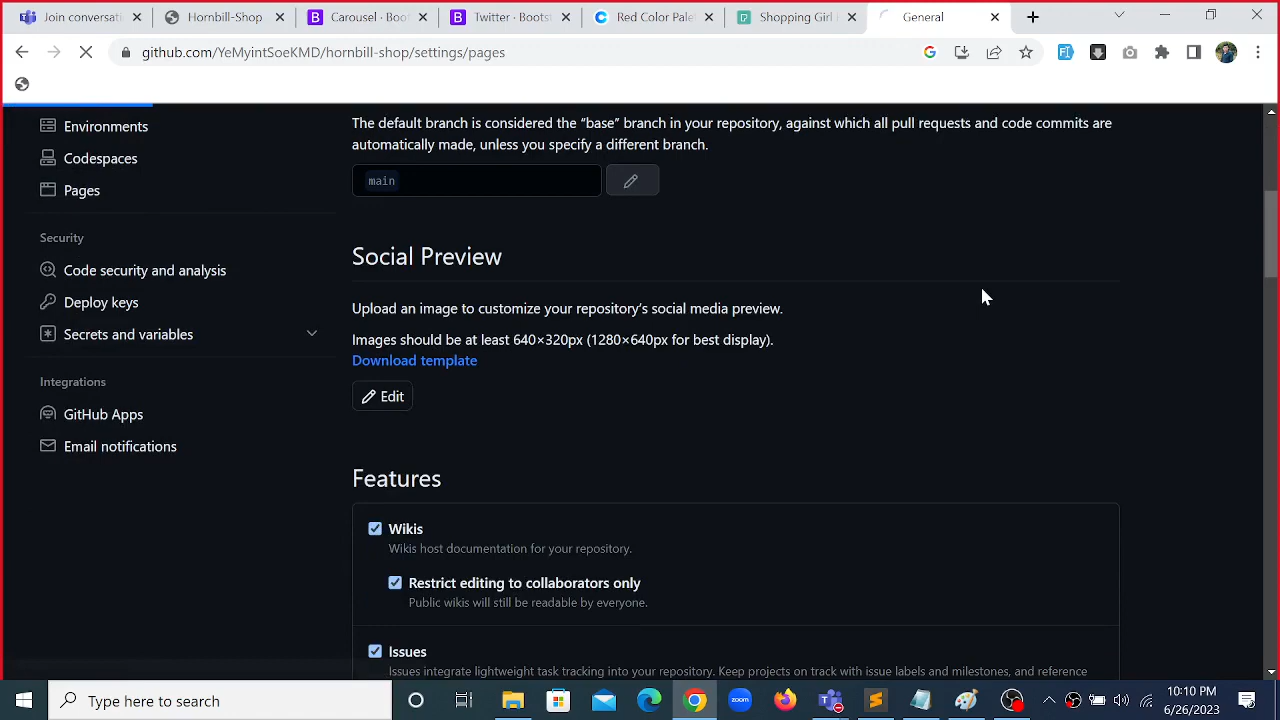 Join conversati
Hornbill-Shop
Carousel · Boot
Twitter · Bootst
Red Color Pale
Shopping Girl
General
github.com/YeMyintSoeKMD/hornbill-shop/settings/pages
Environments
Codespaces
Pages
Security
Code security and analysis
Deploy keys
Secrets and variables
Integrations
GitHub Apps
Email notifications
The default branch is considered the “base” branch in your repository, against which all pull requests and code commits are
automatically made, unless you specify a different branch.
main
Social Preview
Upload an image to customize your repository’s social media preview.
Images should be at least 640×320px (1280×640px for best display).
Download template
Edit
Features
Wikis
Wikis host documentation for your repository.
Restrict editing to collaborators only
Public wikis will still be readable by everyone.
Issues
Issues integrate lightweight task tracking into your repository. Keep projects on track with issue labels and milestones, and reference
Type here to search
zoom
10:10 PM
6/26/2023